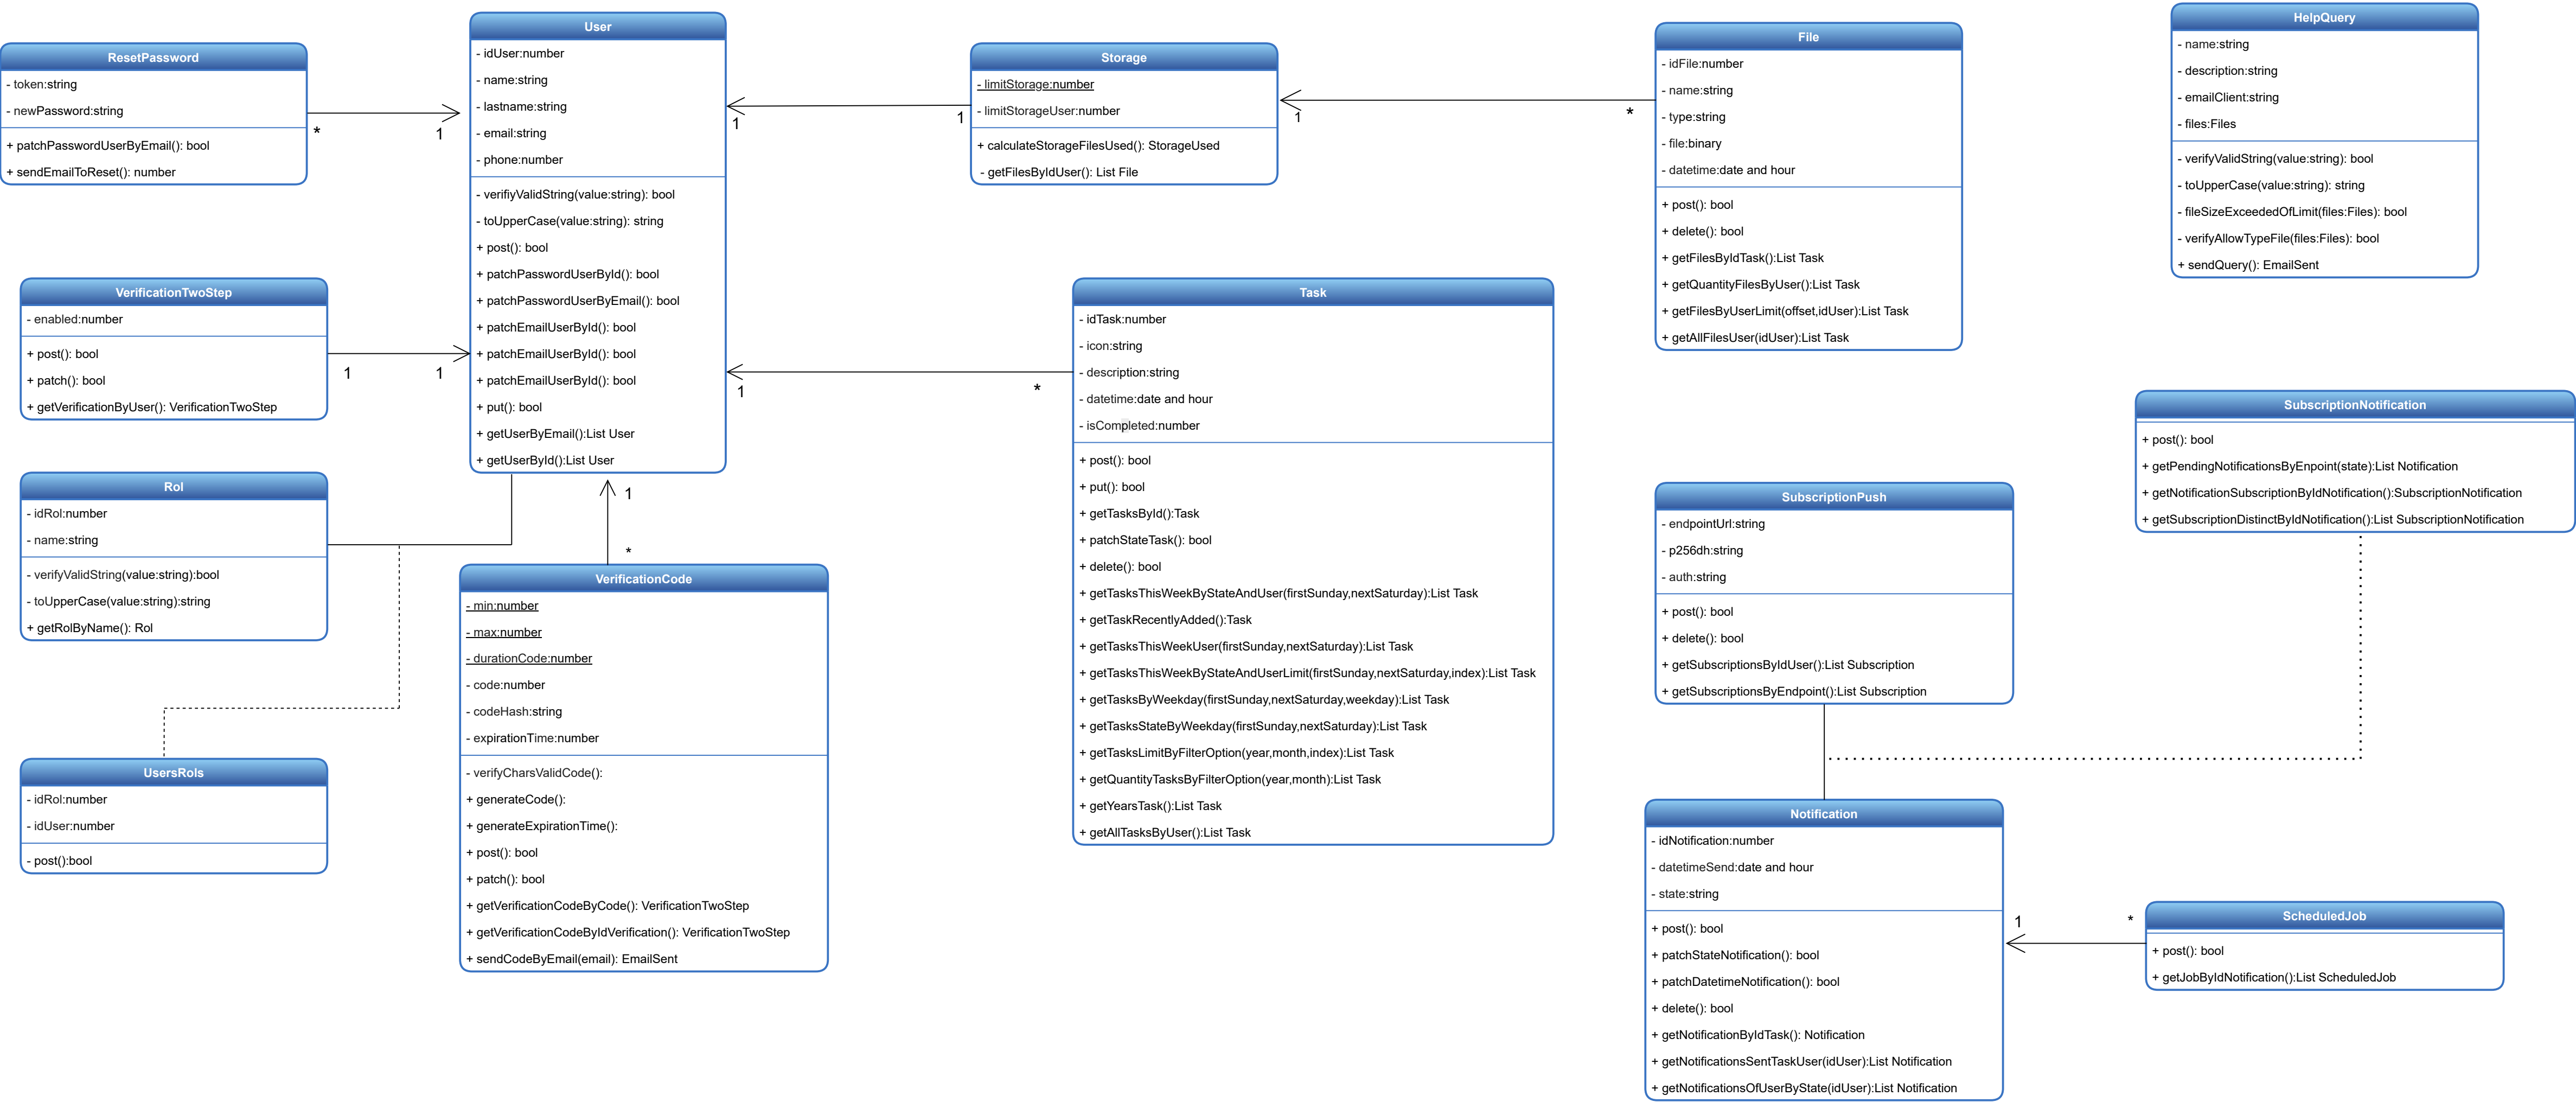 ResetPassword
- token:string
- newPassword:string
+ patchPasswordUserByEmail(): bool
+ sendEmailToReset(): number
*
1
User
- idUser:number
- name:string
- lastname:string
- email:string
- phone:number
- verifiyValidString(value:string): bool
- toUpperCase(value:string): string
+ post(): bool
+ patchPasswordUserById(): bool
+ patchPasswordUserByEmail(): bool
+ patchEmailUserById(): bool
+ patchEmailUserById(): bool
+ patchEmailUserById(): bool
+ put(): bool
+ getUserByEmail():List User
+ getUserById():List User
1
1
Storage
- limitStorage:number
- limitStorageUser:number
+ calculateStorageFilesUsed(): StorageUsed
- getFilesByIdUser(): List File
1
*
File
- idFile:number
- name:string
- type:string
- file:binary
- datetime:date and hour
+ post(): bool
+ delete(): bool
+ getFilesByIdTask():List Task
+ getQuantityFilesByUser():List Task
+ getFilesByUserLimit(offset,idUser):List Task
+ getAllFilesUser(idUser):List Task
HelpQuery
- name:string
- description:string
- emailClient:string
- files:Files
- verifyValidString(value:string): bool
- toUpperCase(value:string): string
- fileSizeExceededOfLimit(files:Files): bool
- verifyAllowTypeFile(files:Files): bool
+ sendQuery(): EmailSent
VerificationTwoStep
- enabled:number
+ post(): bool
+ patch(): bool
+ getVerificationByUser(): VerificationTwoStep
1
1
1
*
Task
- idTask:number
- icon:string
- description:string
- datetime:date and hour
- isCompleted:number
+ post(): bool
+ put(): bool
+ getTasksById():Task
+ patchStateTask(): bool
+ delete(): bool
+ getTasksThisWeekByStateAndUser(firstSunday,nextSaturday):List Task
+ getTaskRecentlyAdded():Task
+ getTasksThisWeekUser(firstSunday,nextSaturday):List Task
+ getTasksThisWeekByStateAndUserLimit(firstSunday,nextSaturday,index):List Task
+ getTasksByWeekday(firstSunday,nextSaturday,weekday):List Task
+ getTasksStateByWeekday(firstSunday,nextSaturday):List Task
+ getTasksLimitByFilterOption(year,month,index):List Task
+ getQuantityTasksByFilterOption(year,month):List Task
+ getYearsTask():List Task
+ getAllTasksByUser():List Task
Rol
- idRol:number
- name:string
- verifyValidString(value:string):bool
- toUpperCase(value:string):string
+ getRolByName(): Rol
1
*
VerificationCode
- min:number
- max:number
- durationCode:number
- code:number
- codeHash:string
- expirationTime:number
- verifyCharsValidCode():
+ generateCode():
+ generateExpirationTime():
+ post(): bool
+ patch(): bool
+ getVerificationCodeByCode(): VerificationTwoStep
+ getVerificationCodeByIdVerification(): VerificationTwoStep
+ sendCodeByEmail(email): EmailSent
UsersRols
- idRol:number
- idUser:number
- post():bool
SubscriptionNotification
+ post(): bool
+ getPendingNotificationsByEnpoint(state):List Notification
+ getNotificationSubscriptionByIdNotification():SubscriptionNotification
+ getSubscriptionDistinctByIdNotification():List SubscriptionNotification
SubscriptionPush
- endpointUrl:string
- p256dh:string
- auth:string
+ post(): bool
+ delete(): bool
+ getSubscriptionsByIdUser():List Subscription
+ getSubscriptionsByEndpoint():List Subscription
Notification
- idNotification:number
- datetimeSend:date and hour
- state:string
+ post(): bool
+ patchStateNotification(): bool
+ patchDatetimeNotification(): bool
+ delete(): bool
+ getNotificationByIdTask(): Notification
+ getNotificationsSentTaskUser(idUser):List Notification
+ getNotificationsOfUserByState(idUser):List Notification
1
*
ScheduledJob
+ post(): bool
+ getJobByIdNotification():List ScheduledJob